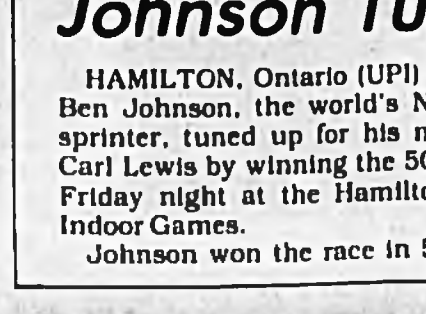 Johnson Tu
HAMILTON, Ontario (UPI)
Ben Johnson, the world's N
sprinter, tuned up for his
Carl Lewis by winning the 50
Friday night at the Hamilto
Indoor Games.
Johnson won the race in 5